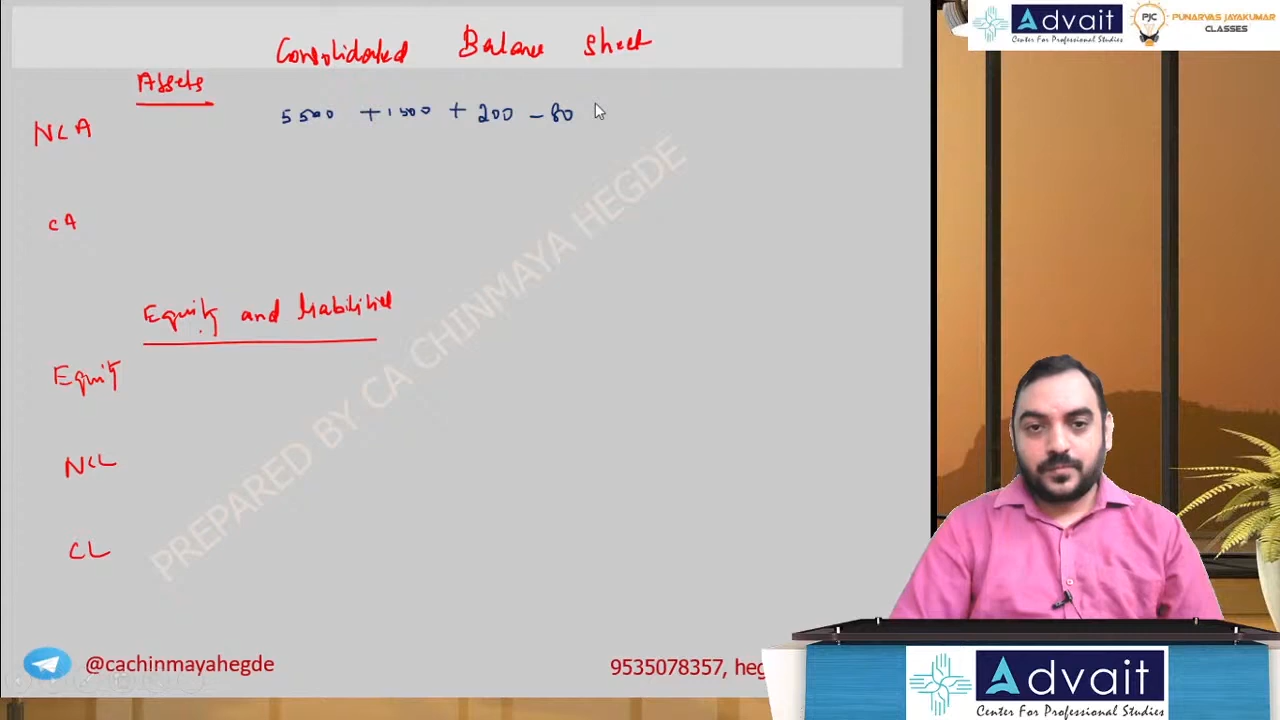 Consolidated Balance Sheet
Assets
NCA 5500 + 1500 + 200 - 80
CA
Equity and Liabilities
Equity
NCL
CL
PREPARED BY CA CHINMAYA HEGDE
@cachinmayahegde
9535078357, heg
Advait
Center For Professional Studies
PJC
PUNARVAS JAYAKUMAR
CLASSES
Advait
Center For Professional Studies